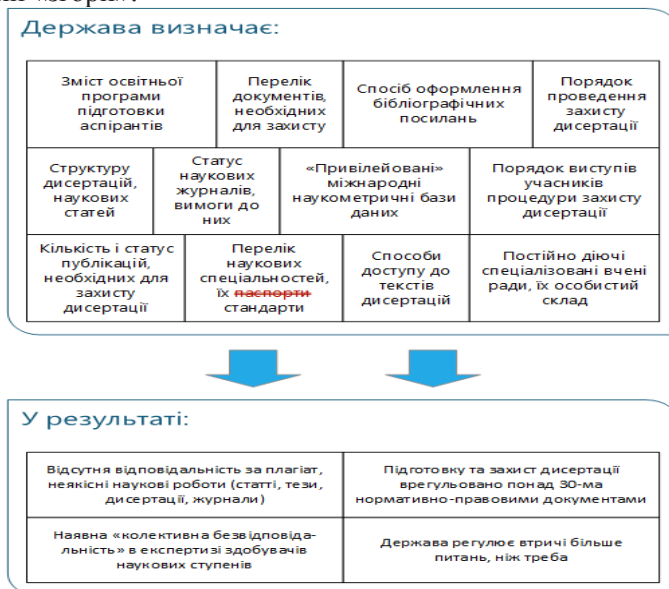 Держава визначає:
Зміст освітньої
програми
підготовки
аспірантів
Перелік
документів,
необхідних
для захисту
Спосіб оформлення
бібліографічних
посилань
Порядок
проведення
захисту
дисертації
Структуру
дисертацій,
наукових
статей
Статус
наукових
журналів,
вимоги до
них
«Привілейовані»
міжнародні
наукометричні бази
даних
Порядок виступів
учасників
процедури захисту
дисертації
Кількість і статус
публікацій,
необхідних для
захисту
дисертації
Перелік
наукових
спеціальностей,
їх паспорти
стандарти
Способи
доступу до
текстів
дисертацій
Постійно діючі
спеціалізовані вчені
ради, їх особистий
склад
У результаті:
Відсутня відповідальність за плагіат,
неякісні наукові роботи (статті, тези,
дисертації, журнали)
Підготовку та захист дисертації
врегульовано понад 30-ма
нормативно-правовими документами
Наявна «колективна безвідповіда-
льність» в експертизі здобувачів
наукових ступенів
Держава регулює втричі більше
питань, ніж треба